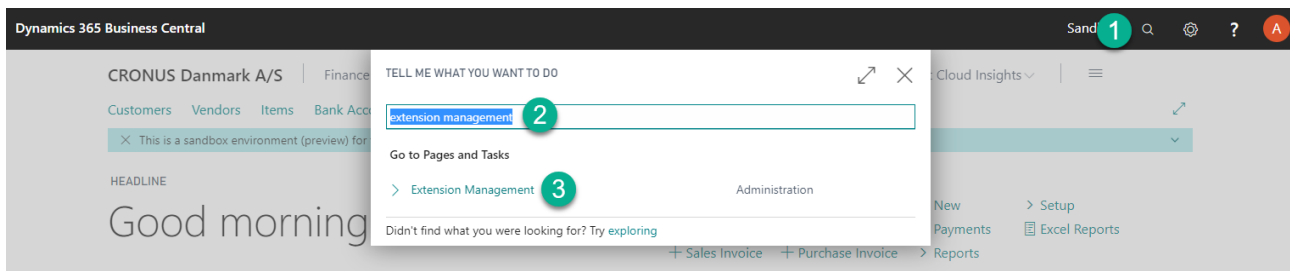 Dynamics 365 Business Central Sand 1 ? A
CRONUS Danmark A/S Finance Cloud Insights
TELL ME WHAT YOU WANT TO DO
Customers Vendors Items Bank Acc
extension management 2
This is a sandbox environment (preview) for
Go to Pages and Tasks
HEADLINE
Extension Management 3 Administration
Good morning
New Setup
Payments Excel Reports
Didn't find what you were looking for? Try exploring
+ Sales Invoice + Purchase Invoice > Reports